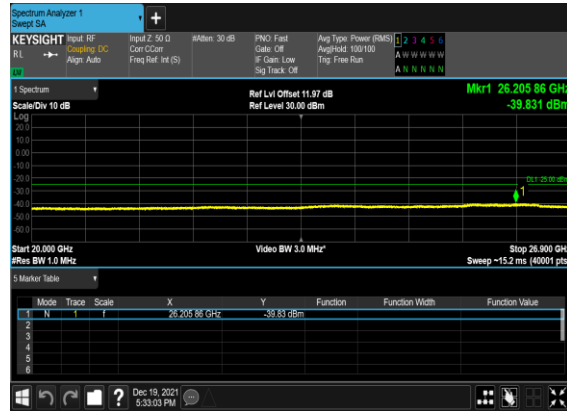 Spectrum Analyzer 1
Swept SA
KEYSIGHT Input: RF Input Z: 50 Ω #Atten: 30 dB PNO: Fast Avg Type: Power (RMS) 1 2 3 4 5 6
RL Coupling: DC Corr CCorr Gate: Off Avg|Hold: 100/100 A W W W W W
Align: Auto Freq Ref: Int (S) IF Gain: Low Trig: Free Run
Sig Track: Off A N N N N N
1 Spectrum Ref Lvl Offset 11.97 dB Mkr1 26.205 86 GHz
Scale/Div 10 dB Ref Level 30.00 dBm -39.831 dBm
Log
20.0
10.0
0.00
-10.0
-20.0
DL1 -25.00 dBm
-30.0
1
-40.0
-50.0
-60.0
Start 20.000 GHz Video BW 3.0 MHz* Stop 26.900 GHz
#Res BW 1.0 MHz Sweep ~15.2 ms (40001 pts)
5 Marker Table
Mode Trace Scale X Y Function Function Width Function Value
1 N 1 f 26.205 86 GHz -39.83 dBm
2
3
4
5
6
? Dec 19, 2021
5:33:03 PM